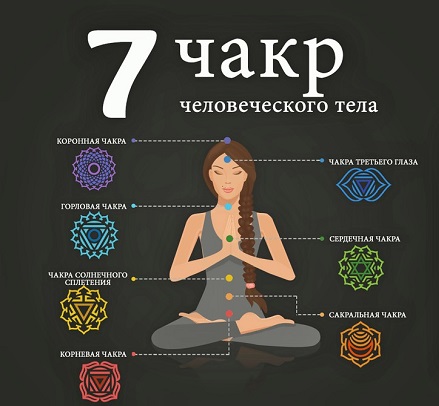 7 чакр
человеческого тела
КОРОННАЯ ЧАКРА
ЧАКРА ТРЕТЬЕГО ГЛАЗА
ГОРЛОВАЯ ЧАКРА
СЕРДЕЧНАЯ ЧАКРА
ЧАКРА СОЛНЕЧНОГО
СПЛЕТЕНИЯ
САКРАЛЬНАЯ ЧАКРА
КОРНЕВАЯ ЧАКРА